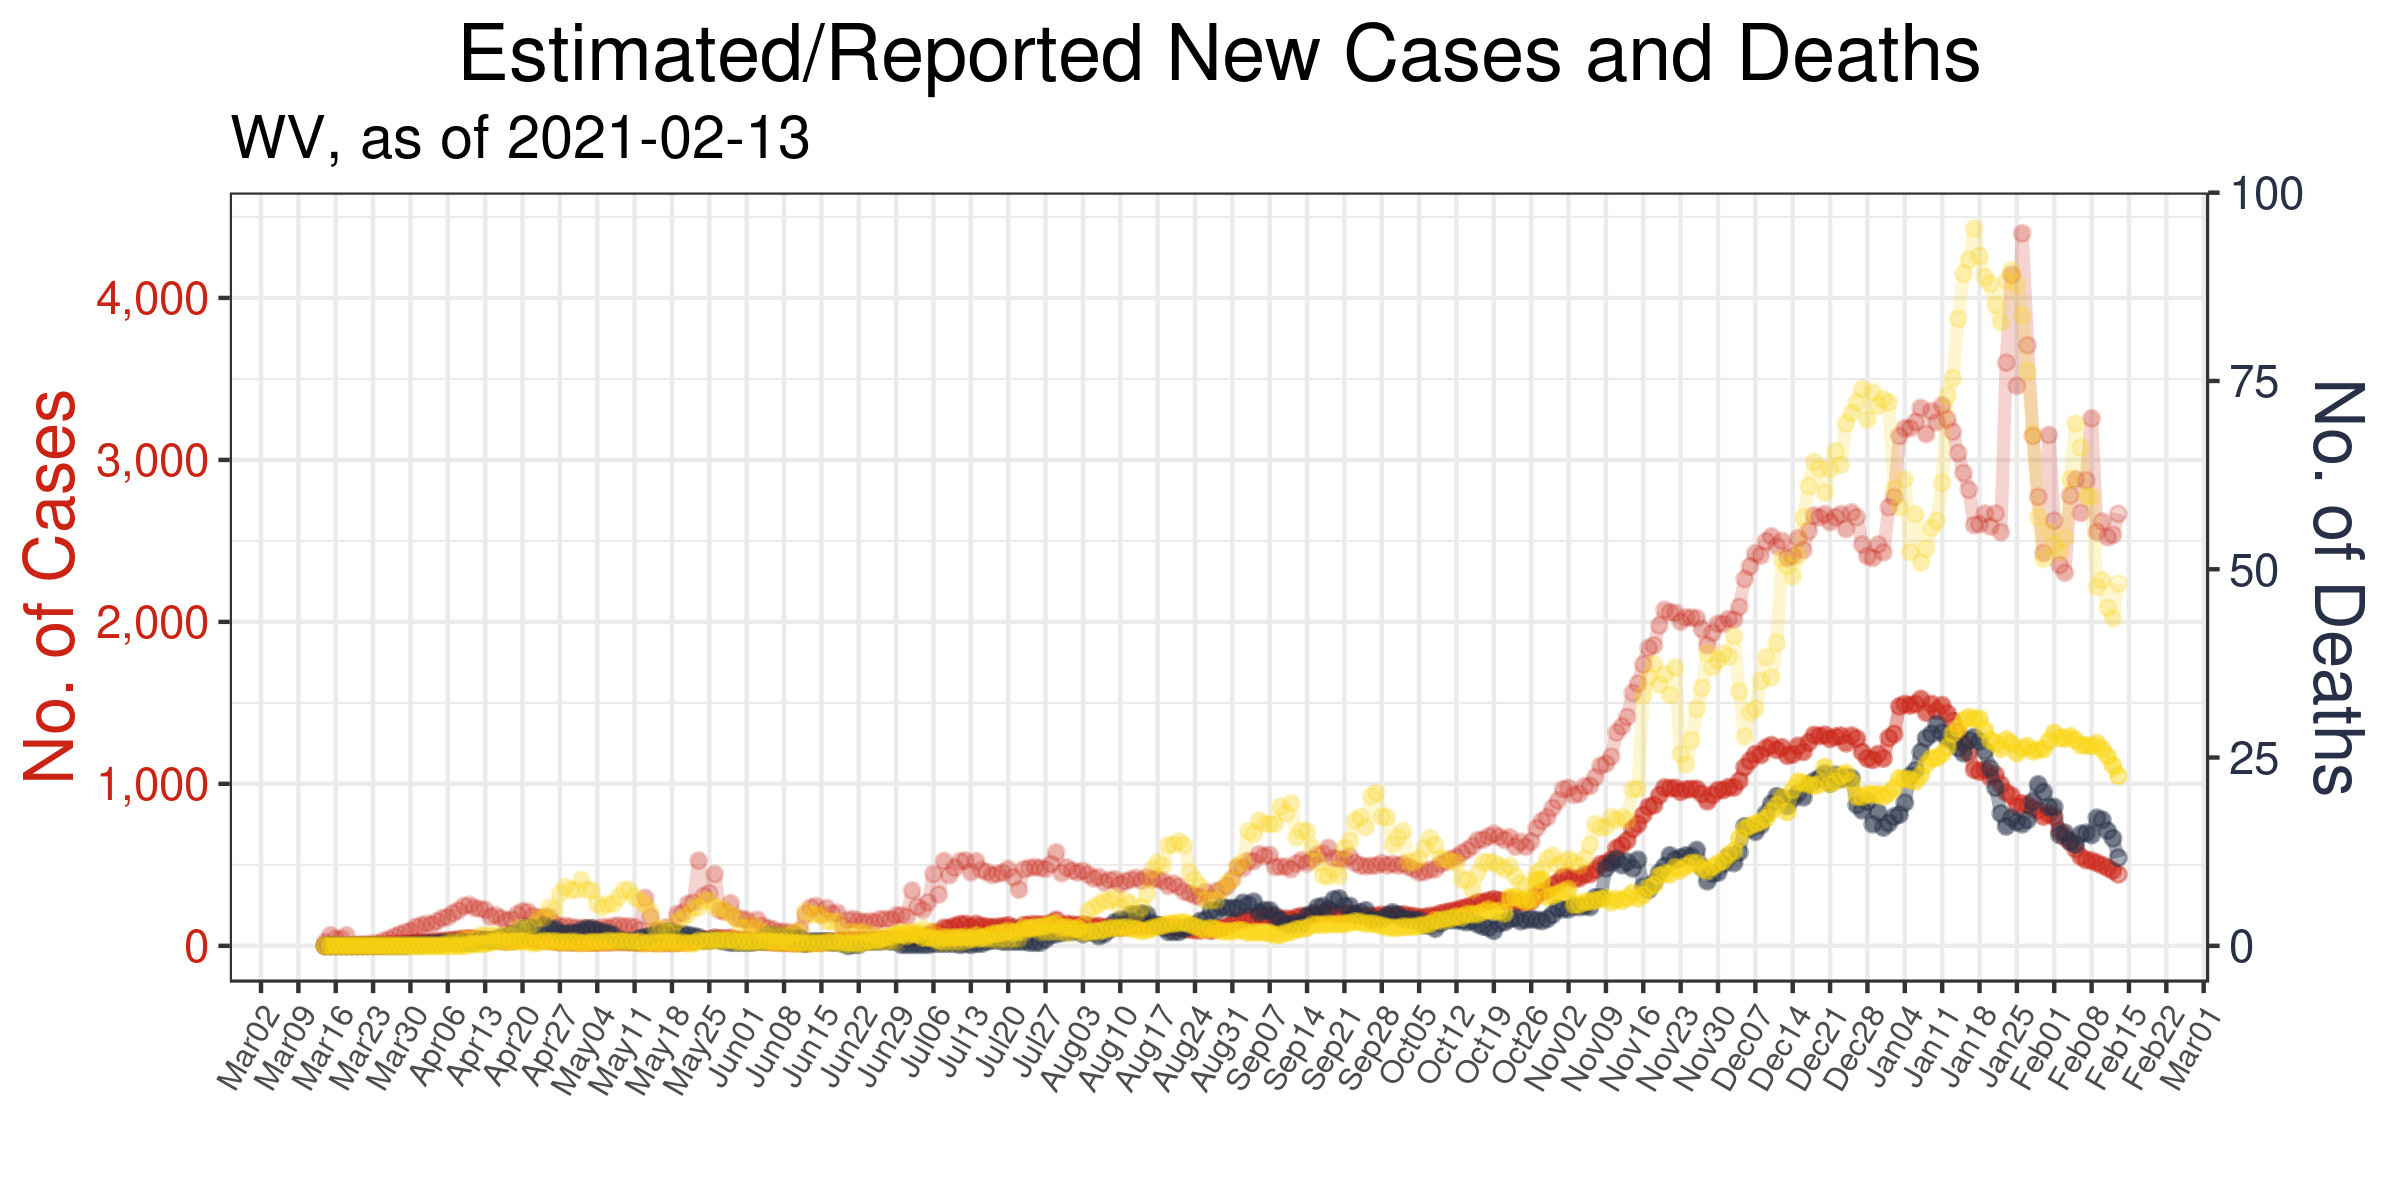 Estimated/Reported New Cases and Deaths
WV, as of 2021-02-13
No. of Cases
4,000
3,000
2,000
1,000
0
100
75
50
25
0
No. of Deaths
Mar02
Mar09
Mar16
Mar23
Mar30
Apr06
Apr13
Apr20
Apr27
May04
May11
May18
May25
Jun01
Jun08
Jun15
Jun22
Jun29
Jul06
Jul13
Jul20
Jul27
Aug03
Aug10
Aug17
Aug24
Aug31
Sep07
Sep14
Sep21
Sep28
Oct05
Oct12
Oct19
Oct26
Nov02
Nov09
Nov16
Nov23
Nov30
Dec07
Dec14
Dec21
Dec28
Jan04
Jan11
Jan18
Jan25
Feb01
Feb08
Feb15
Feb22
Mar01